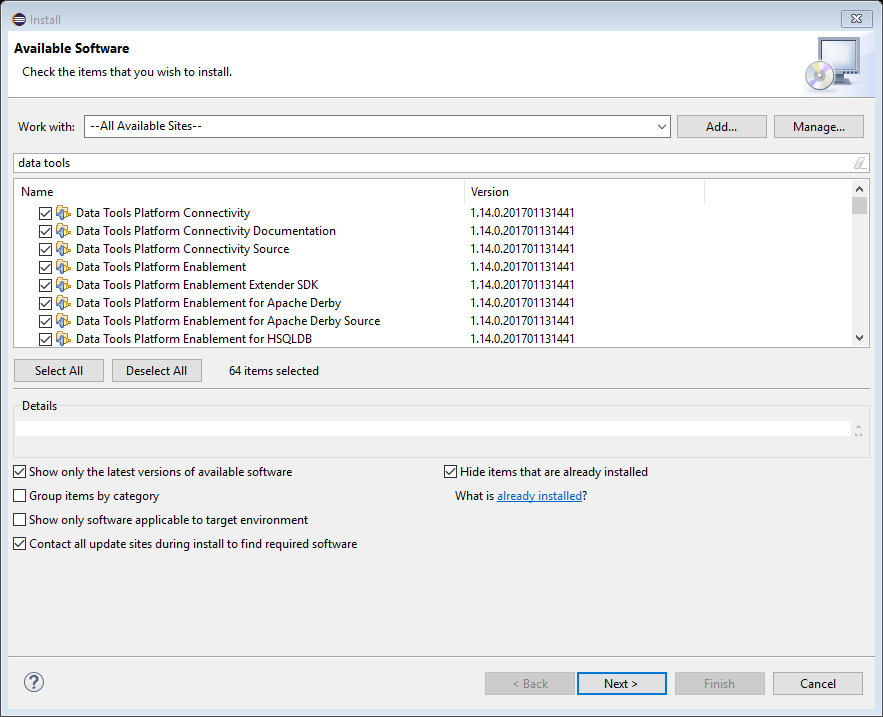 Install
Available Software
Check the items that you wish to install.
Work with: --All Available Sites-- Add... Manage...
data tools
Name Version
Data Tools Platform Connectivity 1.14.0.201701131441
Data Tools Platform Connectivity Documentation 1.14.0.201701131441
Data Tools Platform Connectivity Source 1.14.0.201701131441
Data Tools Platform Enablement 1.14.0.201701131441
Data Tools Platform Enablement Extender SDK 1.14.0.201701131441
Data Tools Platform Enablement for Apache Derby 1.14.0.201701131441
Data Tools Platform Enablement for Apache Derby Source 1.14.0.201701131441
Data Tools Platform Enablement for HSQLDB 1.14.0.201701131441
Select All Deselect All 64 items selected
Details
Show only the latest versions of available software Hide items that are already installed
Group items by category What is already installed?
Show only software applicable to target environment
Contact all update sites during install to find required software
? < Back Next > Finish Cancel